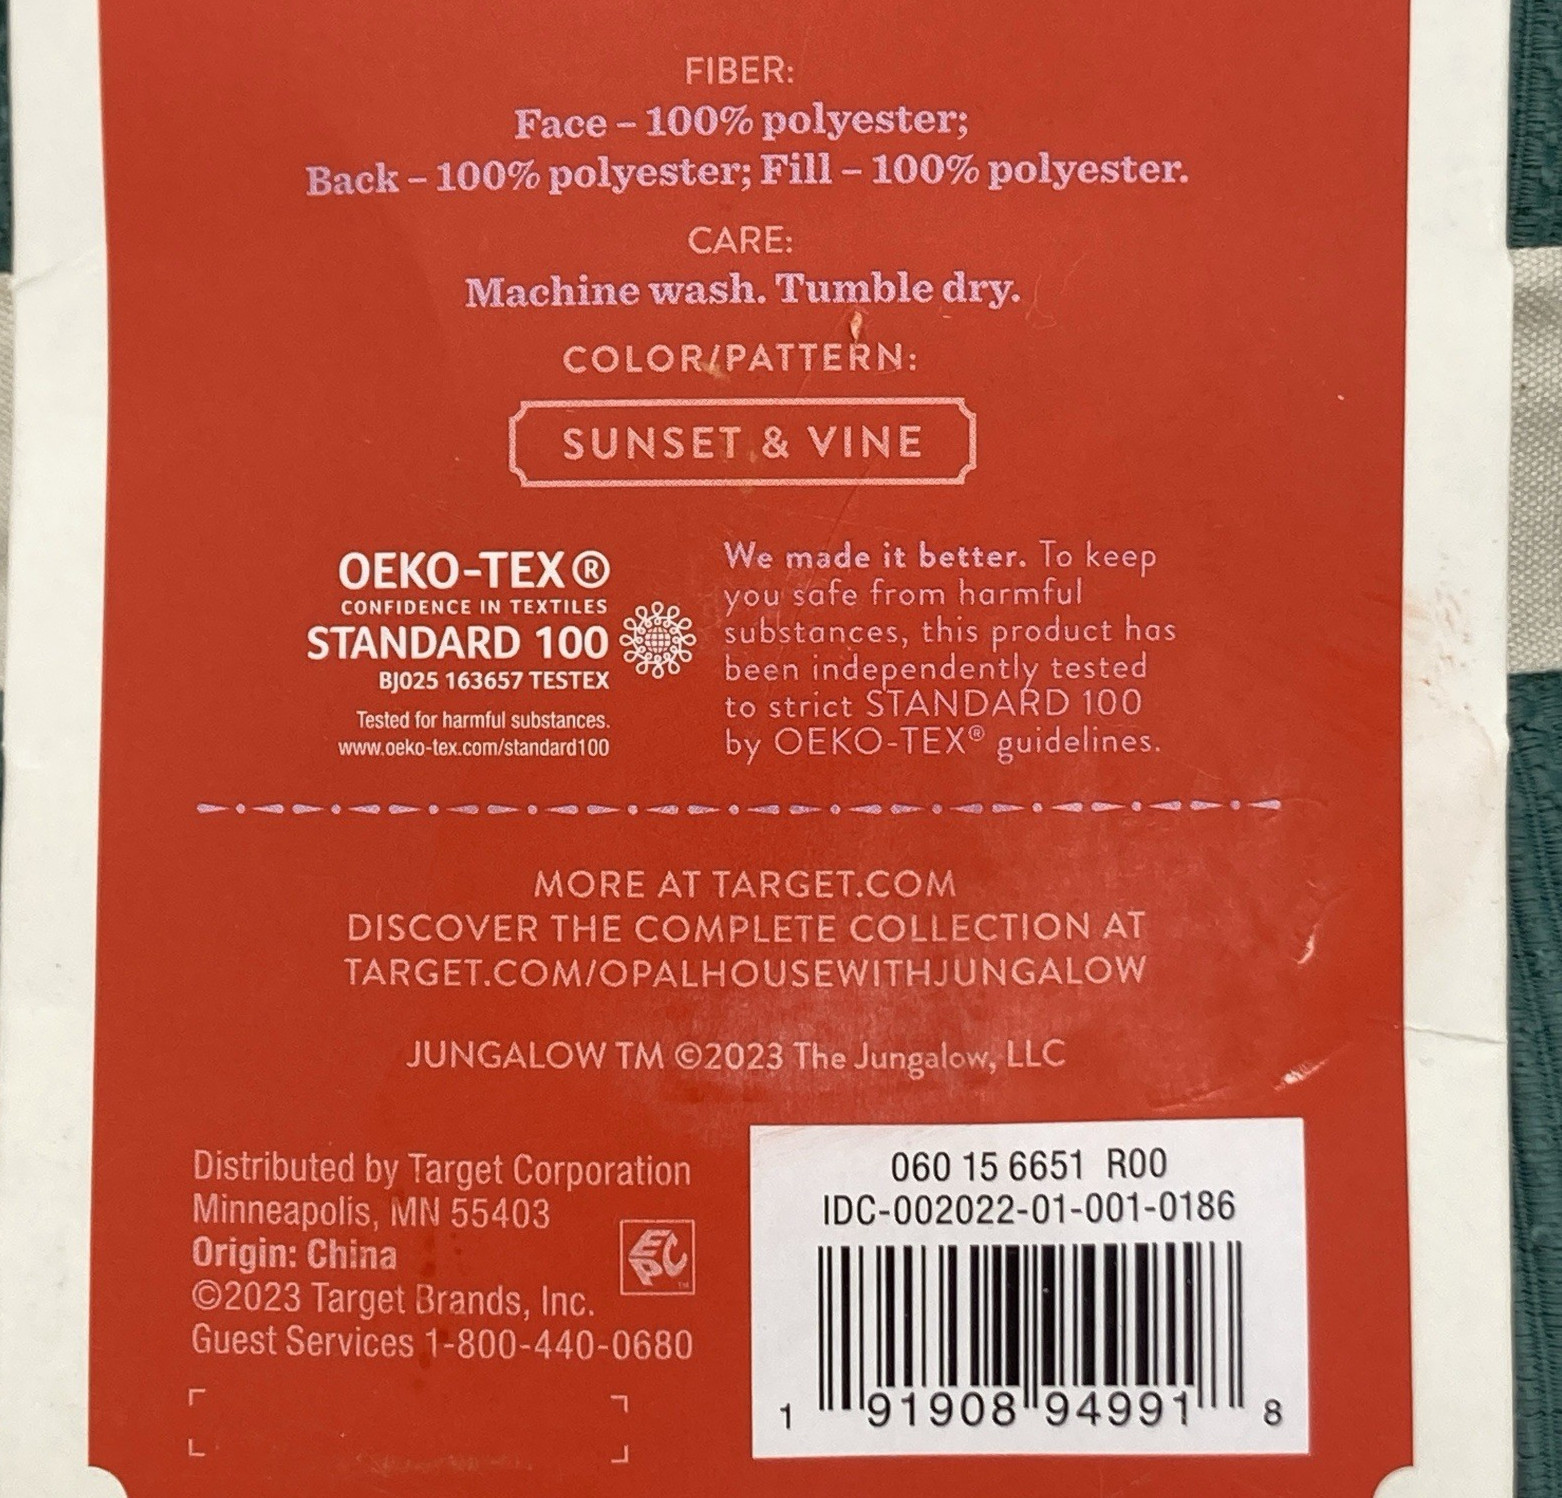 FIBER:
Face – 100% polyester;
Back – 100% polyester; Fill – 100% polyester.
CARE:
Machine wash. Tumble dry.
COLOR/PATTERN:
SUNSET & VINE
OEKO-TEX®
CONFIDENCE IN TEXTILES
STANDARD 100
BJ025 163657 TESTEX
Tested for harmful substances.
www.oeko-tex.com/standard100
We made it better. To keep
you safe from harmful
substances, this product has
been independently tested
to strict STANDARD 100
by OEKO-TEX® guidelines.
MORE AT TARGET.COM
DISCOVER THE COMPLETE COLLECTION AT
TARGET.COM/OPALHOUSEWITHJUNGALOW
JUNGALOW TM ©2023 The Jungalow, LLC
Distributed by Target Corporation
Minneapolis, MN 55403
Origin: China
©2023 Target Brands, Inc.
Guest Services 1-800-440-0680
EPC™
060 15 6651 R00
IDC-002022-01-001-0186
1 91908 94991 8